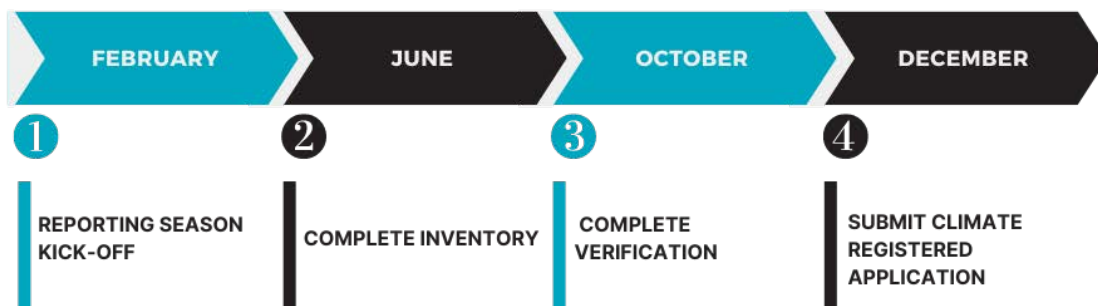 FEBRUARY
JUNE
OCTOBER
DECEMBER
1
2
3
4
REPORTING SEASON
KICK-OFF
COMPLETE INVENTORY
COMPLETE
VERIFICATION
SUBMIT CLIMATE
REGISTERED
APPLICATION